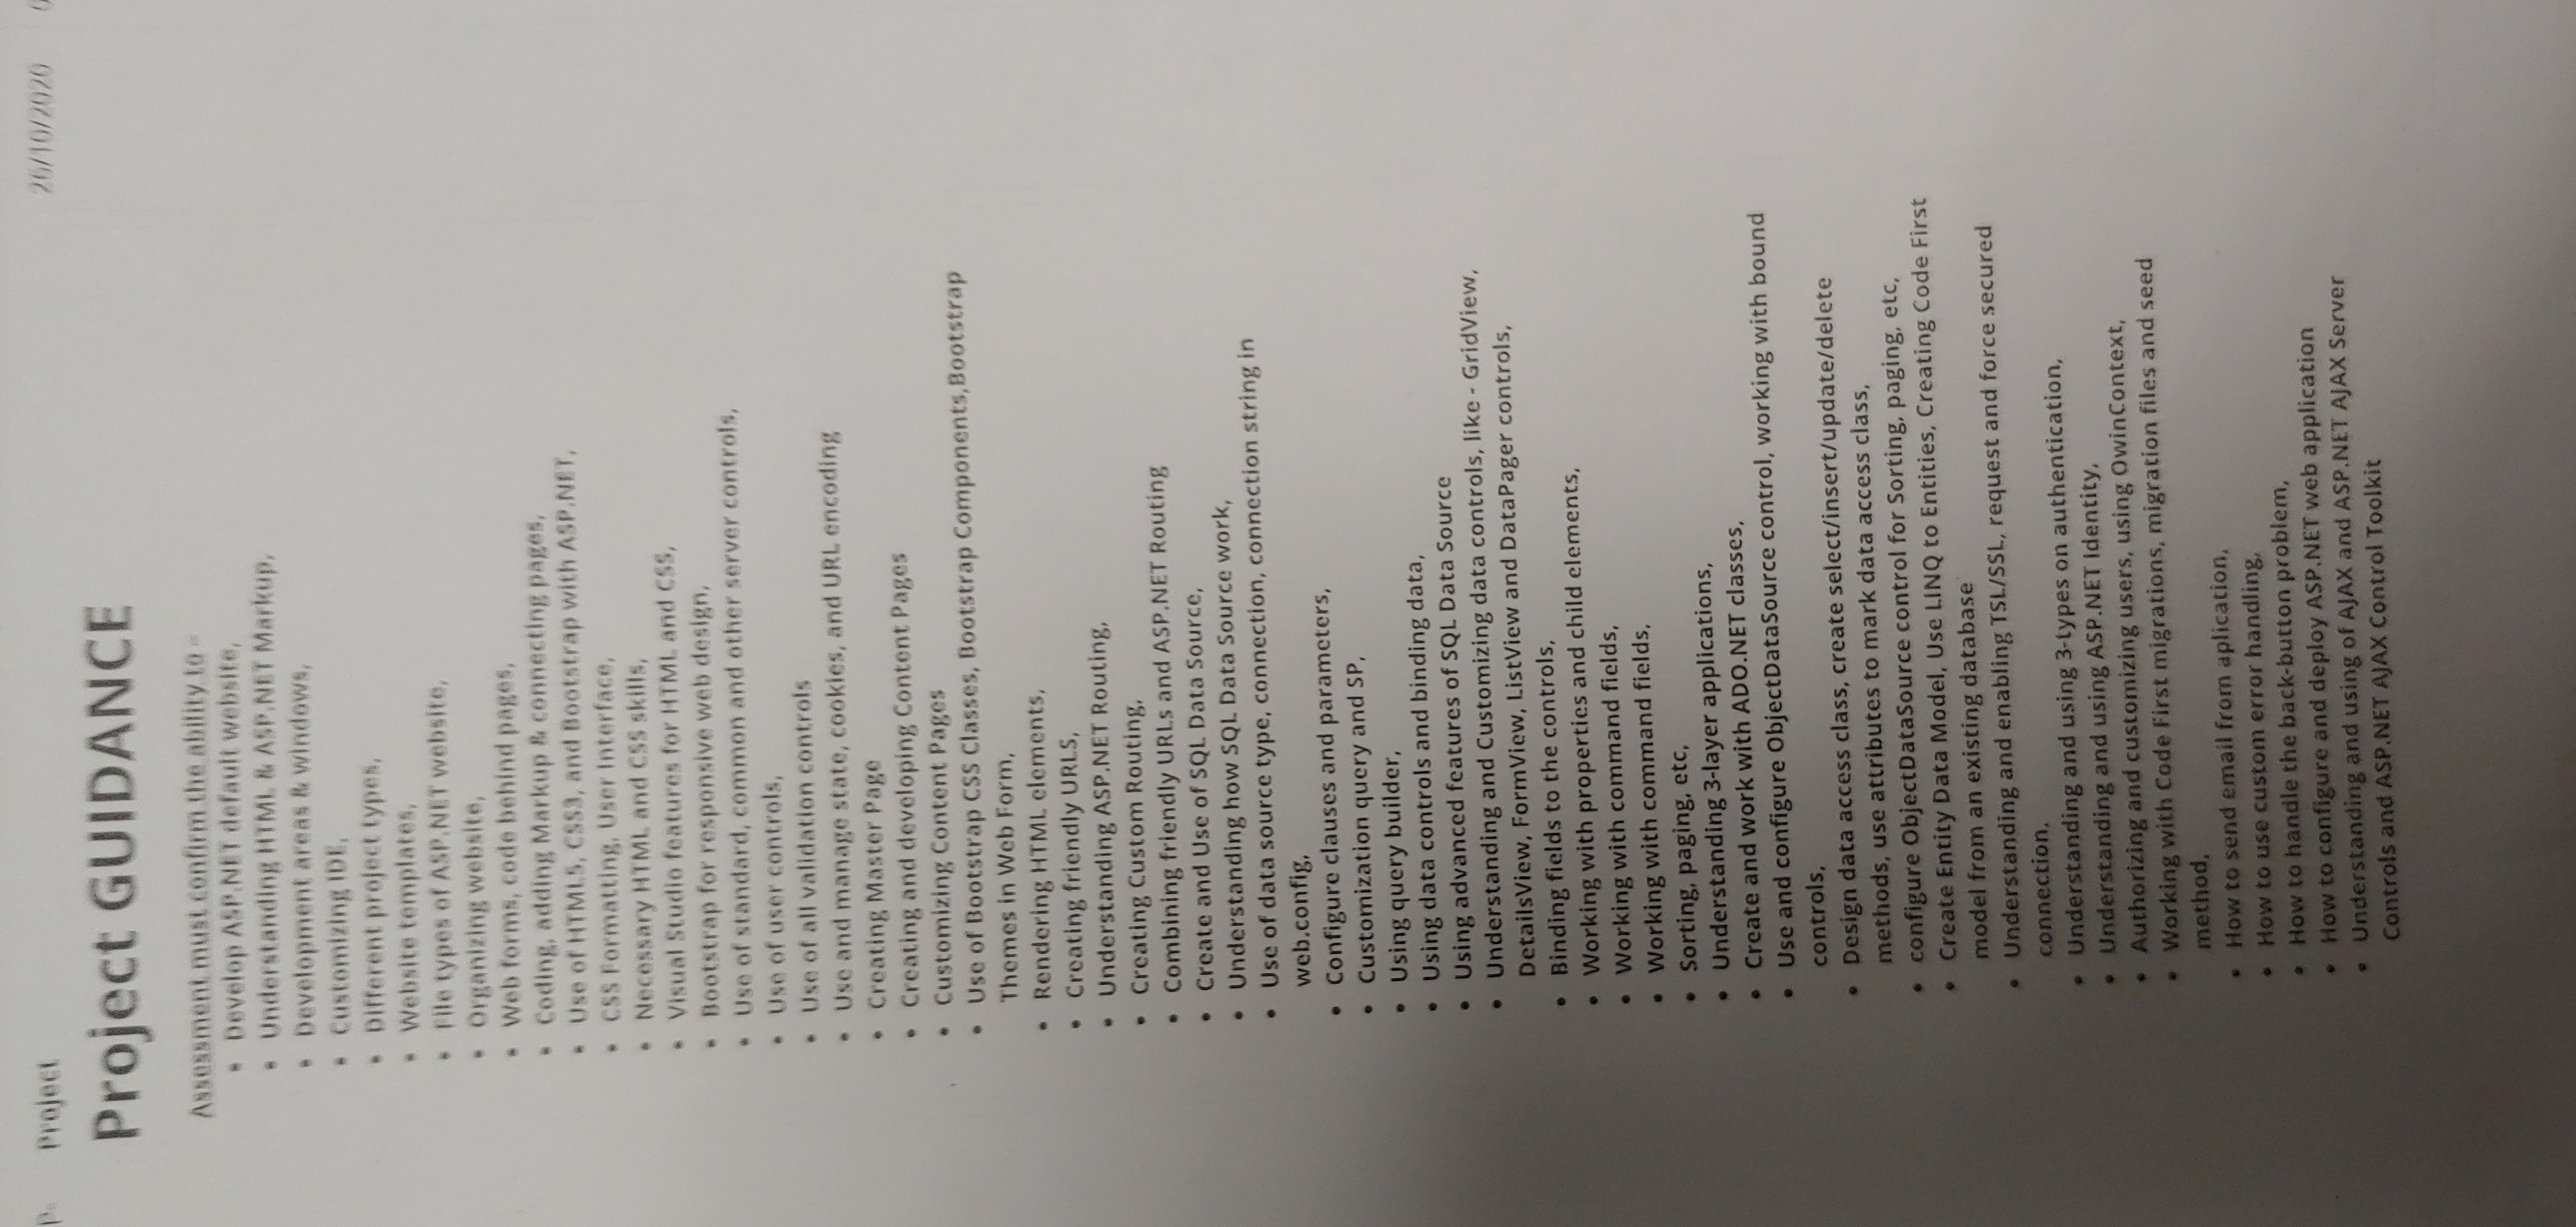 Project 26/10/2020
Project GUIDANCE
Assessment must confirm the ability to -
• Develop ASP.NET default website,
• Understanding HTML & ASP.NET Markup,
• Development areas & windows,
• Customizing IDE,
• Different project types,
• Website templates,
• File types of ASP.NET website,
• Organizing website,
• Web forms, code behind pages,
• Coding, adding Markup & connecting pages,
• Use of HTML5, CSS3, and Bootstrap with ASP.NET,
• CSS Formatting, User Interface,
• Necessary HTML and CSS skills,
• Visual Studio features for HTML and CSS,
• Bootstrap for responsive web design,
• Use of standard, common and other server controls,
• Use of user controls,
• Use of all validation controls
• Use and manage state, cookies, and URL encoding
• Creating Master Page
• Creating and developing Content Pages
• Customizing Content Pages
• Use of Bootstrap CSS Classes, Bootstrap Components,Bootstrap
Themes in Web Form,
• Rendering HTML elements,
• Creating friendly URLS,
• Understanding ASP.NET Routing,
• Creating Custom Routing,
• Combining friendly URLs and ASP.NET Routing
• Create and Use of SQL Data Source,
• Understanding how SQL Data Source work,
• Use of data source type, connection, connection string in
web.config,
• Configure clauses and parameters,
• Customization query and SP,
• Using query builder,
• Using data controls and binding data,
• Using advanced features of SQL Data Source
• Understanding and Customizing data controls, like - GridView,
DetailsView, FormView, ListView and DataPager controls,
• Binding fields to the controls,
• Working with properties and child elements,
• Working with command fields,
• Working with command fields,
• Sorting, paging, etc,
• Understanding 3-layer applications,
• Create and work with ADO.NET classes,
• Use and configure ObjectDataSource control, working with bound
controls,
• Design data access class, create select/insert/update/delete
methods, use attributes to mark data access class,
• configure ObjectDataSource control for Sorting, paging, etc,
• Create Entity Data Model, Use LINQ to Entities, Creating Code First
model from an existing database
• Understanding and enabling TSL/SSL, request and force secured
connection,
• Understanding and using 3-types on authentication,
• Understanding and using ASP.NET Identity,
• Authorizing and customizing users, using OwinContext,
• Working with Code First migrations, migration files and seed
method,
• How to send email from aplication,
• How to use custom error handling,
• How to handle the back-button problem,
• How to configure and deploy ASP.NET web application
• Understanding and using of AJAX and ASP.NET AJAX Server
Controls and ASP.NET AJAX Control Toolkit